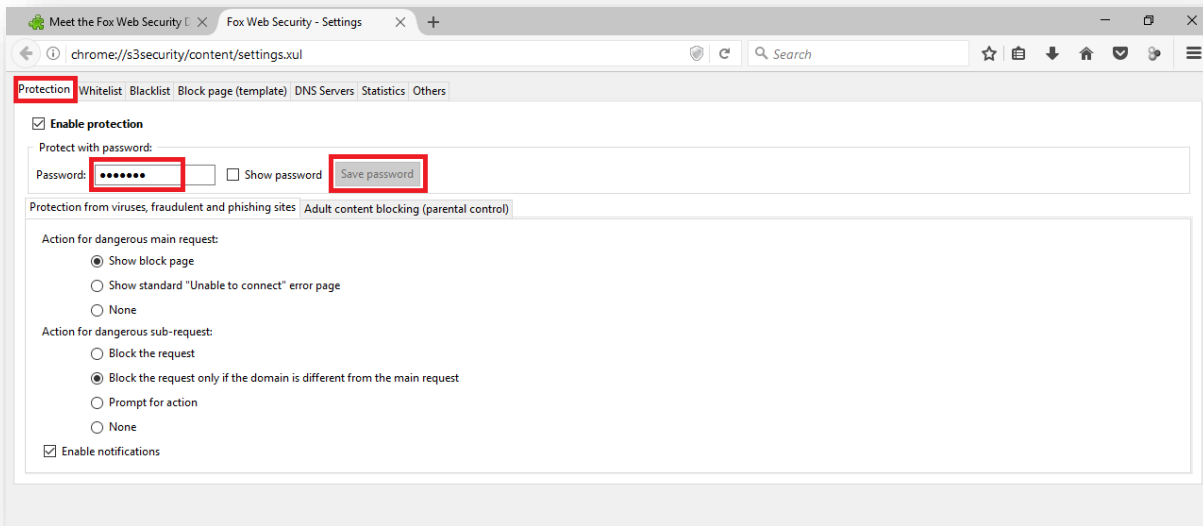 Meet the Fox Web Security D
Fox Web Security - Settings
chrome://s3security/content/settings.xul
Search
Protection Whitelist Blacklist Block page (template) DNS Servers Statistics Others
Enable protection
Protect with password:
Password: ●●●●●●● Show password Save password
Protection from viruses, fraudulent and phishing sites Adult content blocking (parental control)
Action for dangerous main request:
Show block page
Show standard "Unable to connect" error page
None
Action for dangerous sub-request:
Block the request
Block the request only if the domain is different from the main request
Prompt for action
None
Enable notifications